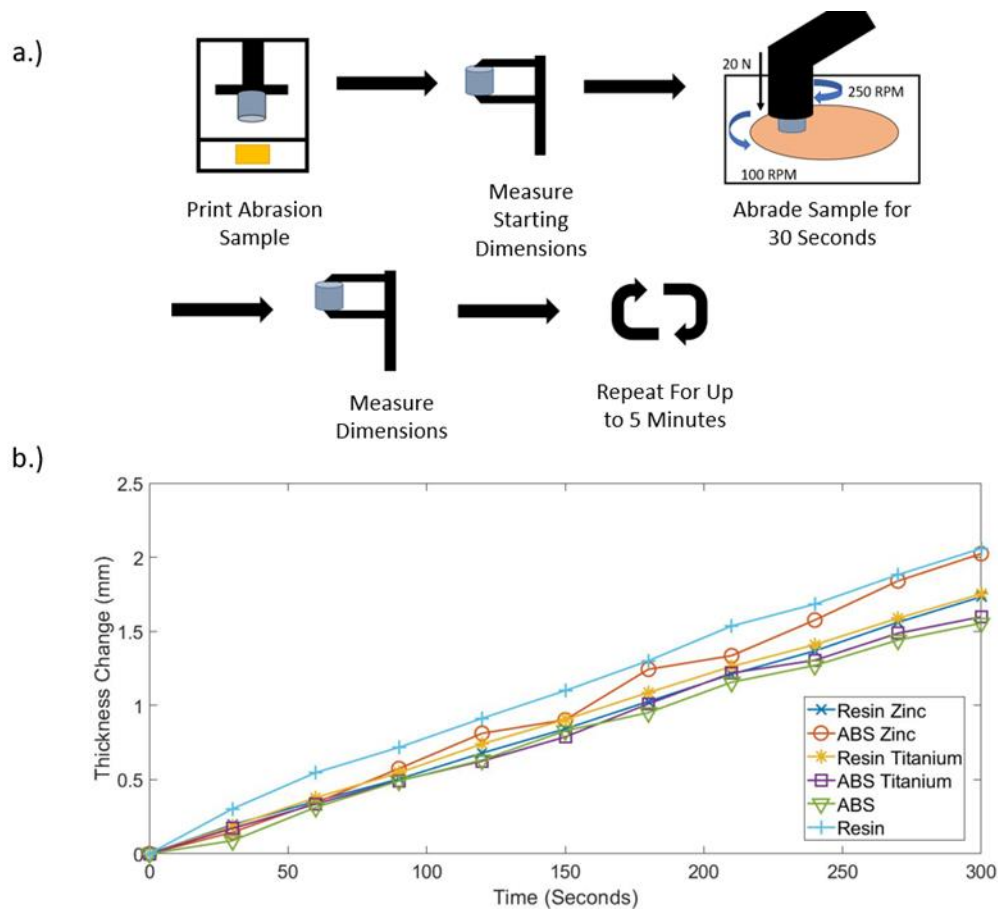 a.)
20 N
250 RPM
100 RPM
Print Abrasion
Sample
Measure
Starting
Dimensions
Abrade Sample for
30 Seconds
Measure
Dimensions
Repeat For Up
to 5 Minutes
b.)
2.5
2
1.5
1
0.5
0
Thickness Change (mm)
Resin Zinc
ABS Zinc
Resin Titanium
ABS Titanium
ABS
Resin
0 50 100 150 200 250 300
Time (Seconds)